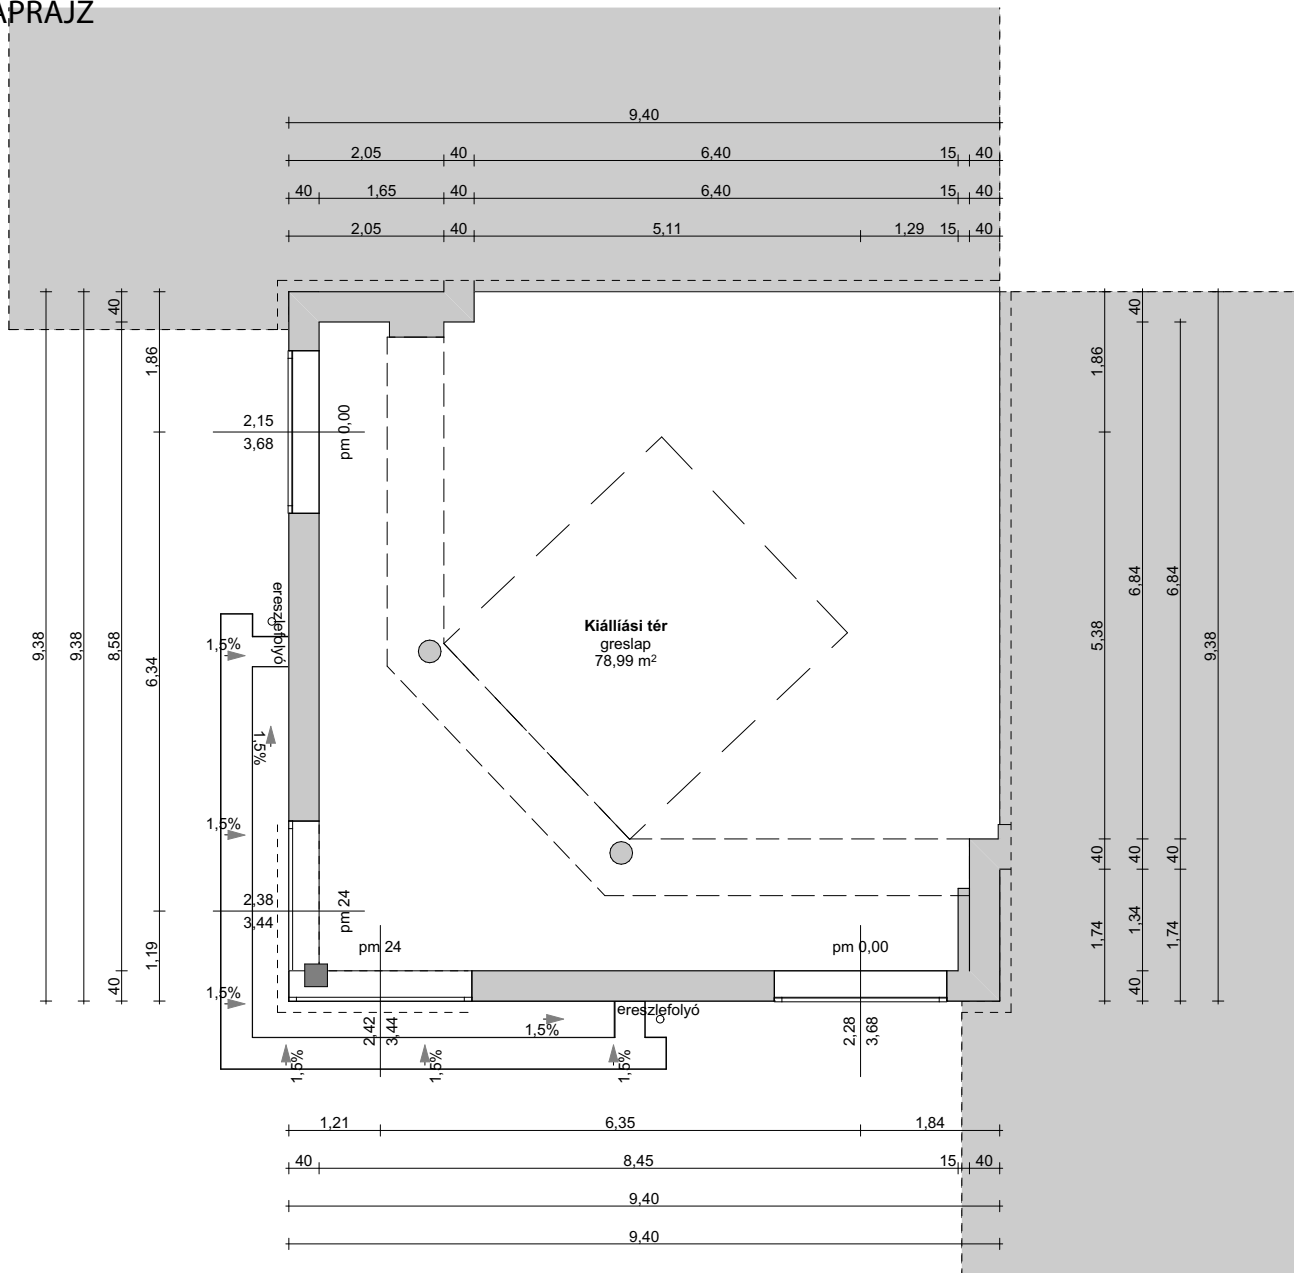 APRAJZ
9,40
2,05 40 6,40 15 40
40 1,65 40 6,40 15 40
2,05 40 5,11 1,29 15 40
40
1,86
9,38
9,38
8,58
6,34
1,19
40
2,15
3,68
pm 0,00
ereszlefolyó
1,5%
1,5%
1,5%
2,38
3,44
pm 24
1,5%
pm 24
pm 0,00
Kiállíási tér
greslap
78,99 m²
1,86
5,38
40
1,74
40
6,84
40
1,34
40
6,84
40
1,74
9,38
2,42
3,44
1,5%
ereszlefolyó
2,28
3,68
1,5%
1,5%
1,5%
1,21 6,35 1,84
40 8,45 15 40
9,40
9,40